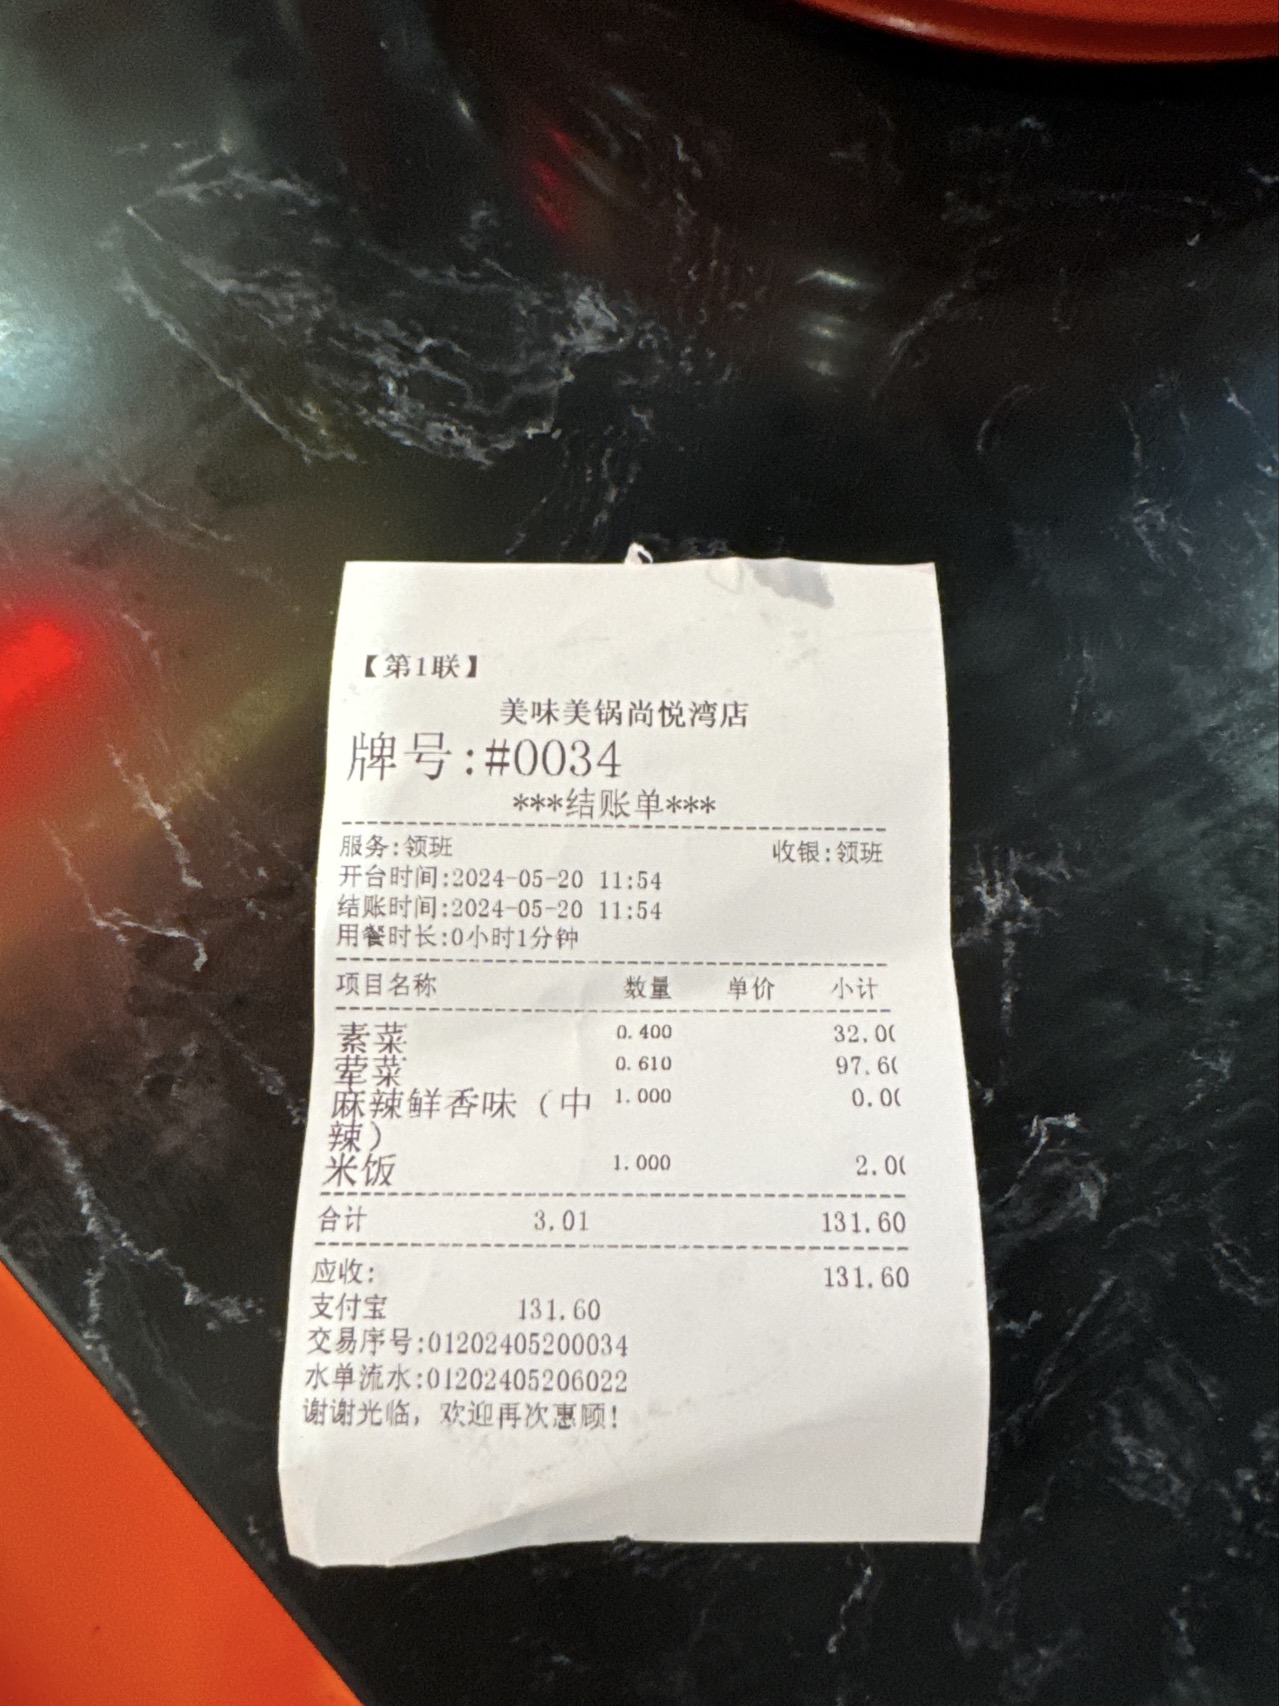 【第1联】
美味美锅尚悦湾店
牌号:#0034
***结账单***
服务:领班 收银:领班
开台时间:2024-05-20 11:54
结账时间:2024-05-20 11:54
用餐时长:0小时1分钟
项目名称 数量 单价 小计
素菜 0.400 32.0
荤菜 0.610 97.6
麻辣鲜香味（中 1.000 0.0
辣）
米饭 1.000 2.0
合计 3.01 131.60
应收: 131.60
支付宝 131.60
交易序号:01202405200034
水单流水:01202405206022
谢谢光临，欢迎再次惠顾！